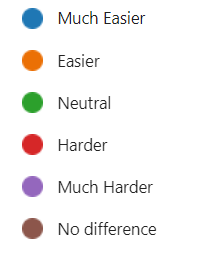 Much Easier
Easier
Neutral
Harder
Much Harder
No difference